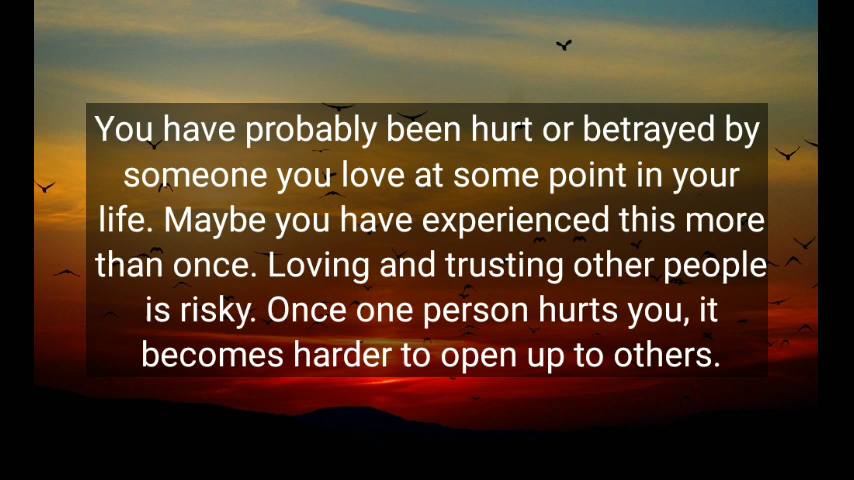 You have probably been hurt or betrayed by
someone you love at some point in your
life. Maybe you have experienced this more
than once. Loving and trusting other people
is risky. Once one person hurts you, it
becomes harder to open up to others.